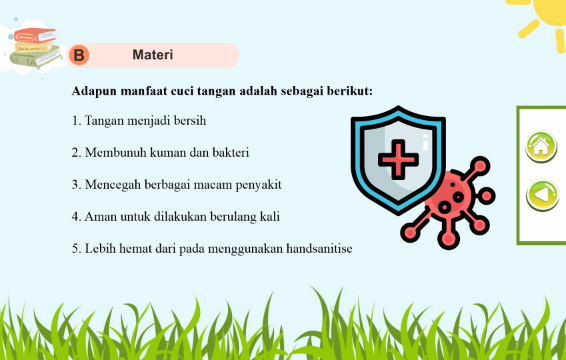 B Materi
Adapun manfaat cuci tangan adalah sebagai berikut:
1. Tangan menjadi bersih
2. Membunuh kuman dan bakteri
3. Mencegah berbagai macam penyakit
4. Aman untuk dilakukan berulang kali
5. Lebih hemat dari pada menggunakan handsanitise